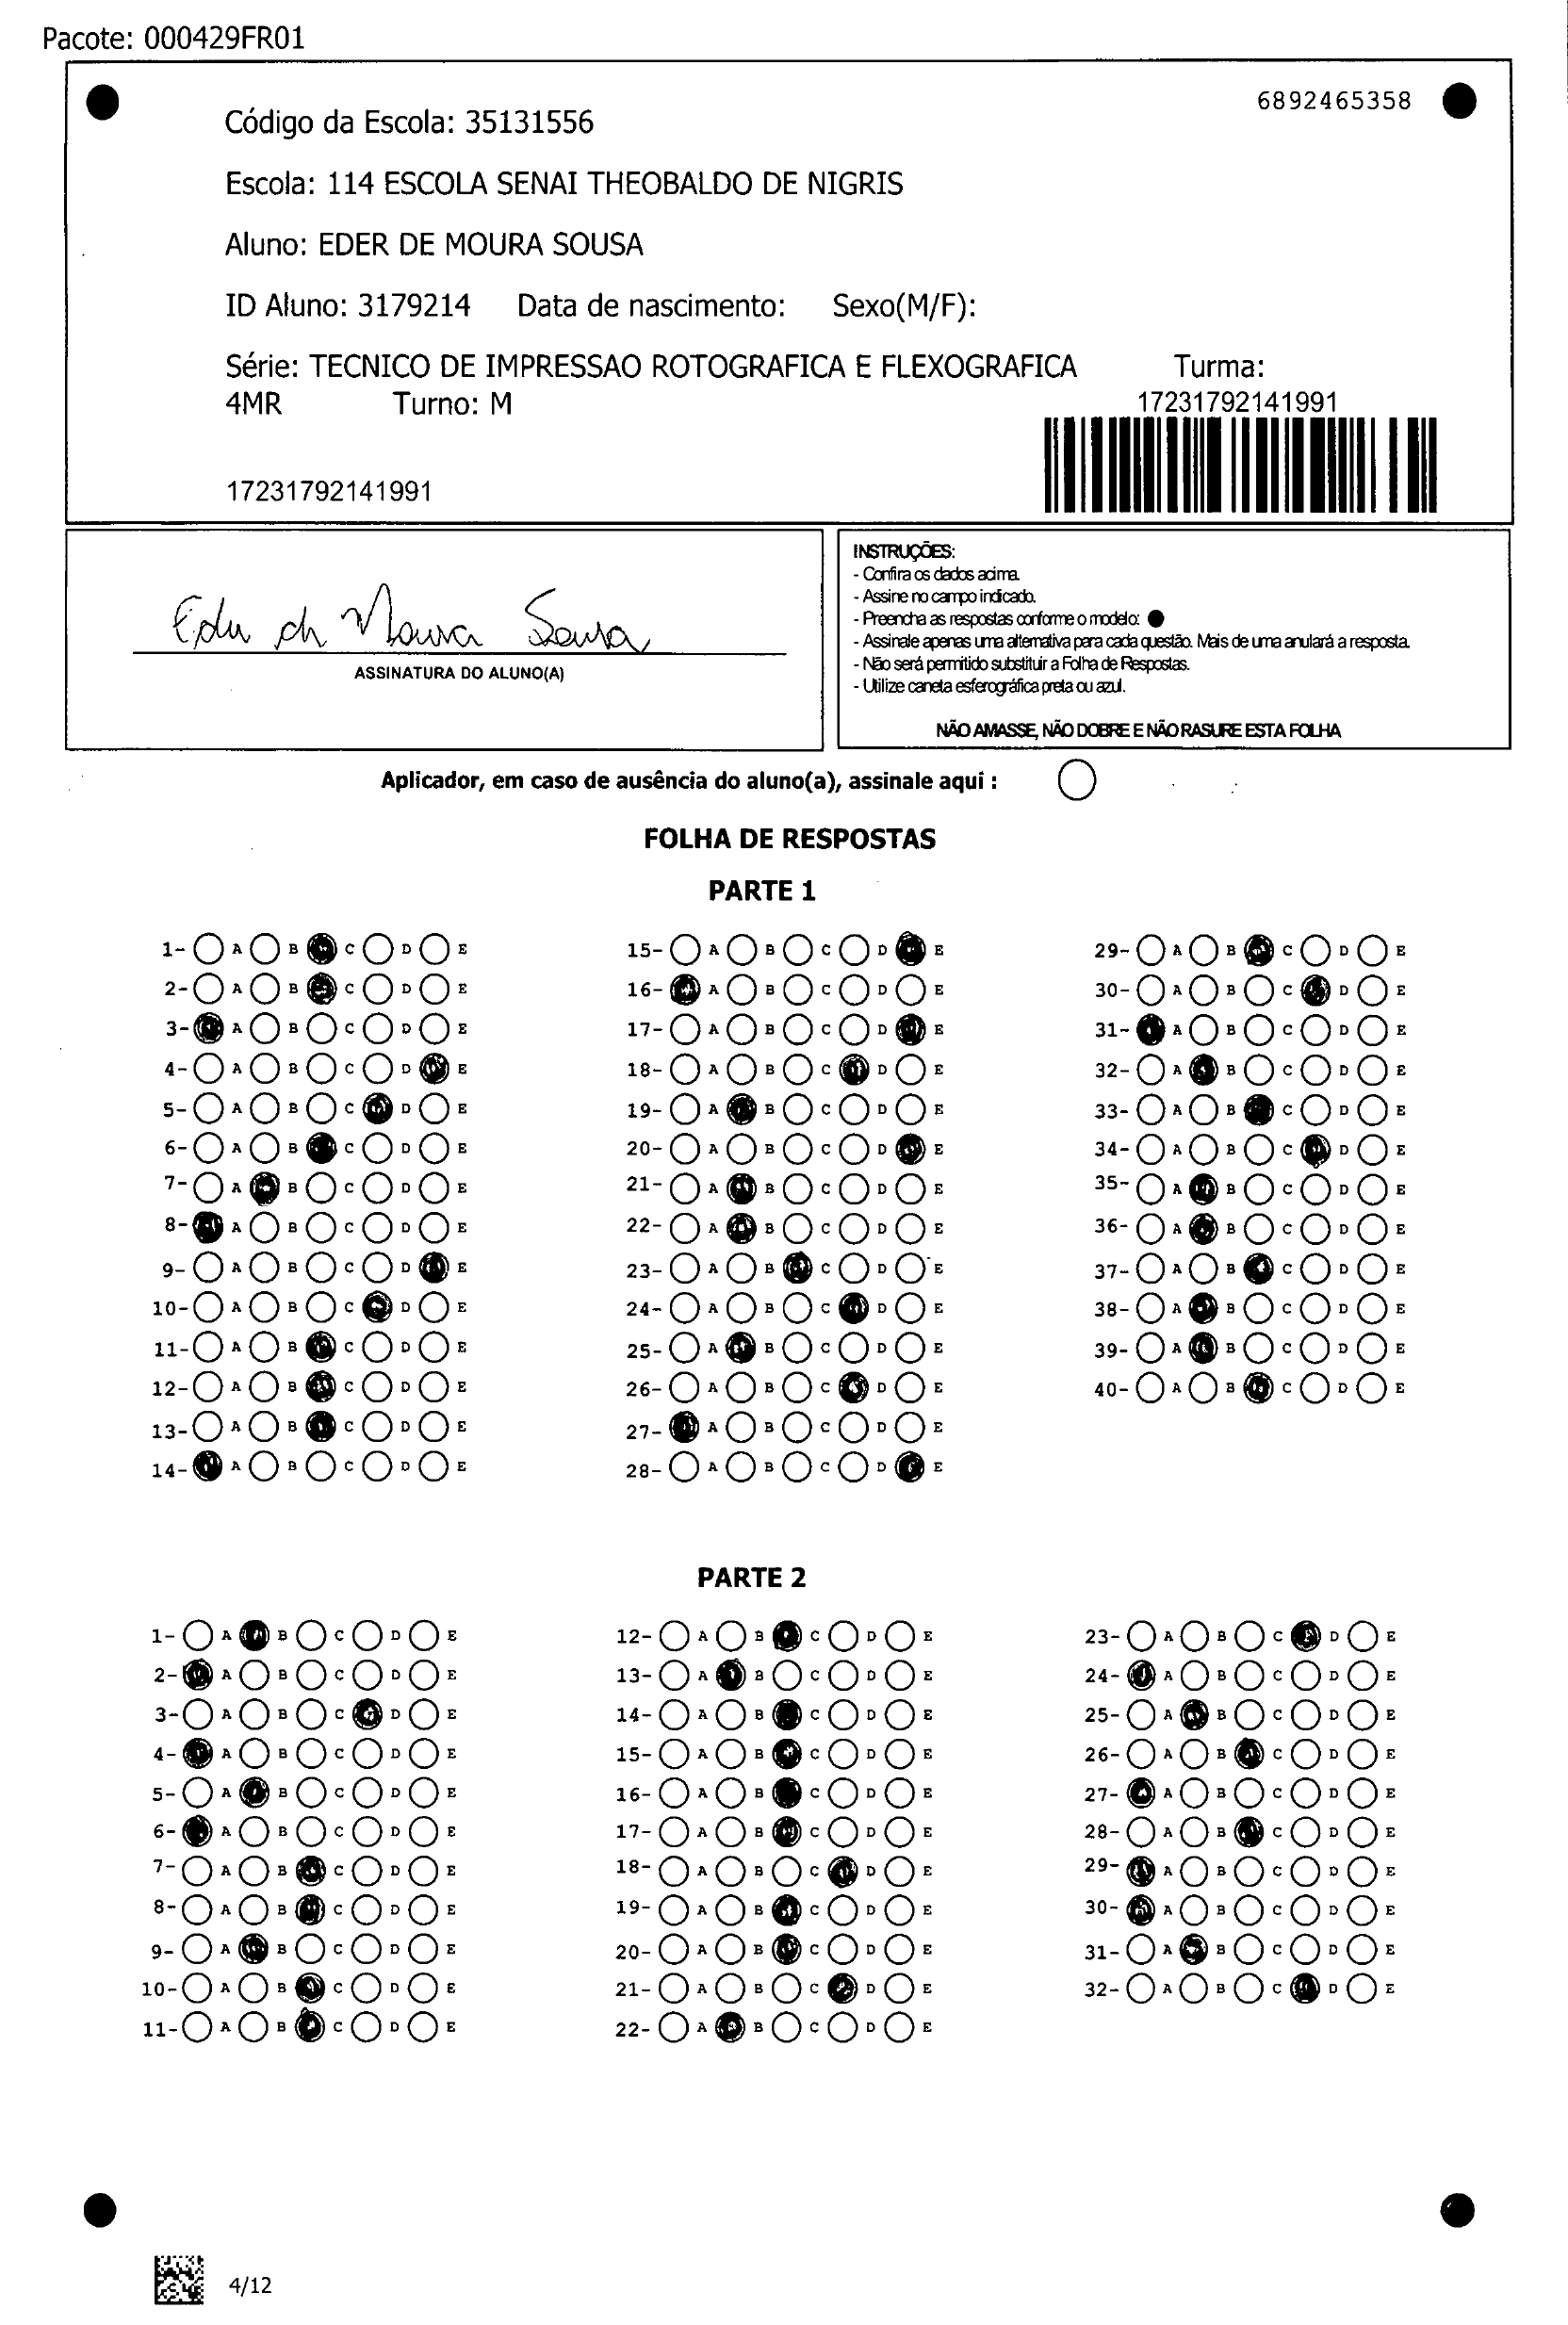 Pacote: 000429FR01
6892465358
Código da Escola: 35131556
Escola: 114 ESCOLA SENAI THEOBALDO DE NIGRIS
Aluno: EDER DE MOURA SOUSA
ID Aluno: 3179214 Data de nascimento: Sexo(M/F):
Série: TECNICO DE IMPRESSAO ROTOGRAFICA E FLEXOGRAFICA Turma:
4MR Turno: M 17231792141991
17231792141991
Eder de Moura Sousa
ASSINATURA DO ALUNO(A)
INSTRUÇÕES:
- Confira os dados acima.
- Assine no campo indicado.
- Preencha as respostas conforme o modelo:
- Assinale apenas uma alternativa para cada questão. Mais de uma anulará a resposta.
- Não será permitido substituir a Folha de Respostas.
- Utilize caneta esferográfica preta ou azul.
NÃO AMASSE, NÃO DOBRE E NÃO RASURE ESTA FOLHA
Aplicador, em caso de ausência do aluno(a), assinale aqui :
FOLHA DE RESPOSTAS
PARTE 1
1- A B C D E 15- A B C D E 29- A B C D E
2- A B C D E 16- A B C D E 30- A B C D E
3- A B C D E 17- A B C D E 31- A B C D E
4- A B C D E 18- A B C D E 32- A B C D E
5- A B C D E 19- A B C D E 33- A B C D E
6- A B C D E 20- A B C D E 34- A B C D E
7- A B C D E 21- A B C D E 35- A B C D E
8- A B C D E 22- A B C D E 36- A B C D E
9- A B C D E 23- A B C D E 37- A B C D E
10- A B C D E 24- A B C D E 38- A B C D E
11- A B C D E 25- A B C D E 39- A B C D E
12- A B C D E 26- A B C D E 40- A B C D E
13- A B C D E 27- A B C D E
14- A B C D E 28- A B C D E
PARTE 2
1- A B C D E 12- A B C D E 23- A B C D E
2- A B C D E 13- A B C D E 24- A B C D E
3- A B C D E 14- A B C D E 25- A B C D E
4- A B C D E 15- A B C D E 26- A B C D E
5- A B C D E 16- A B C D E 27- A B C D E
6- A B C D E 17- A B C D E 28- A B C D E
7- A B C D E 18- A B C D E 29- A B C D E
8- A B C D E 19- A B C D E 30- A B C D E
9- A B C D E 20- A B C D E 31- A B C D E
10- A B C D E 21- A B C D E 32- A B C D E
11- A B C D E 22- A B C D E
4/12